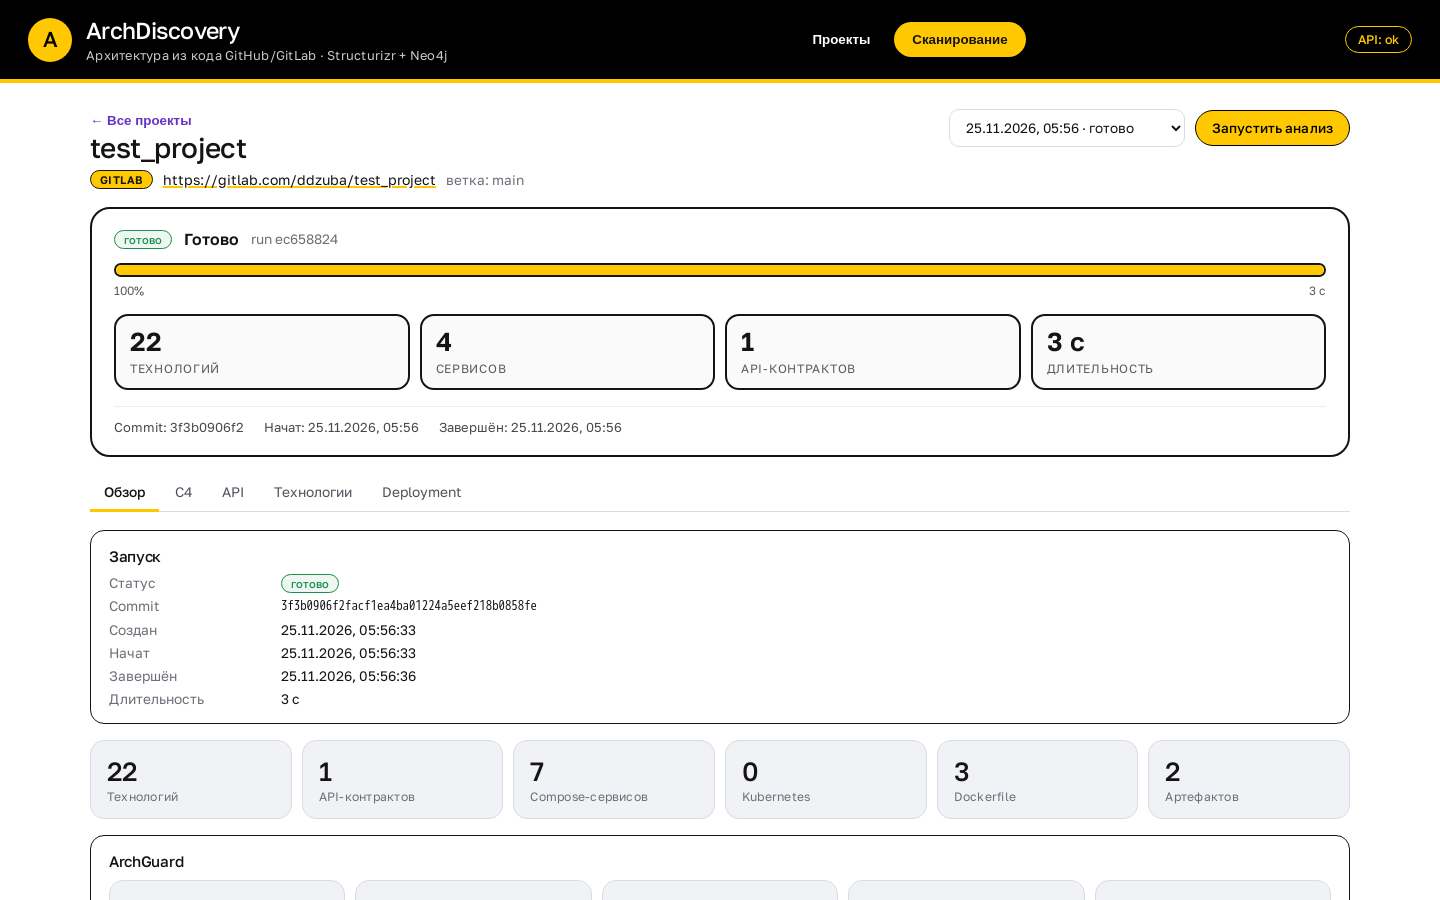 A
ArchDiscovery
Архитектура из кода GitHub/GitLab · Structurizr + Neo4j
Проекты
Сканирование
API: ok
← Все проекты
test_project
25.11.2026, 05:56 · готово
Запустить анализ
GITLAB https://gitlab.com/ddzuba/test_project ветка: main
готово Готово run ec658824
100%
3 с
22
ТЕХНОЛОГИЙ
4
СЕРВИСОВ
1
API-КОНТРАКТОВ
3 с
ДЛИТЕЛЬНОСТЬ
Commit: 3f3b0906f2 Начат: 25.11.2026, 05:56 Завершён: 25.11.2026, 05:56
Обзор C4 API Технологии Deployment
Запуск
Статус готово
Commit 3f3b0906f2facf1ea4ba01224a5eef218b0858fe
Создан 25.11.2026, 05:56:33
Начат 25.11.2026, 05:56:33
Завершён 25.11.2026, 05:56:36
Длительность 3 с
22
Технологий
1
API-контрактов
7
Compose-сервисов
0
Kubernetes
3
Dockerfile
2
Артефактов
ArchGuard